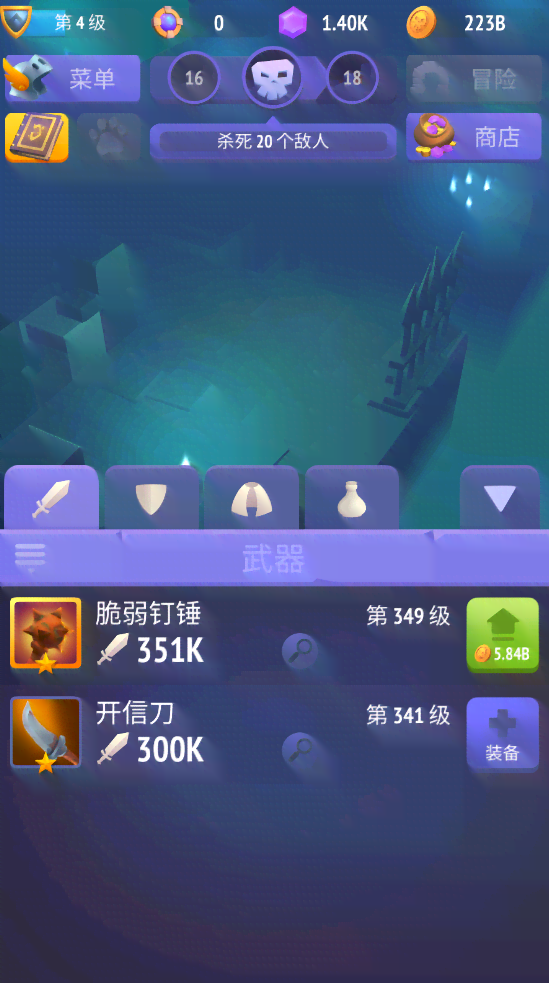 第 4 级
0
1.40K
223B
菜单
16
18
冒险
杀死 20 个敌人
商店
武器
脆弱钉锤
第 349 级
351K
5.84B
开信刀
第 341 级
300K
装备